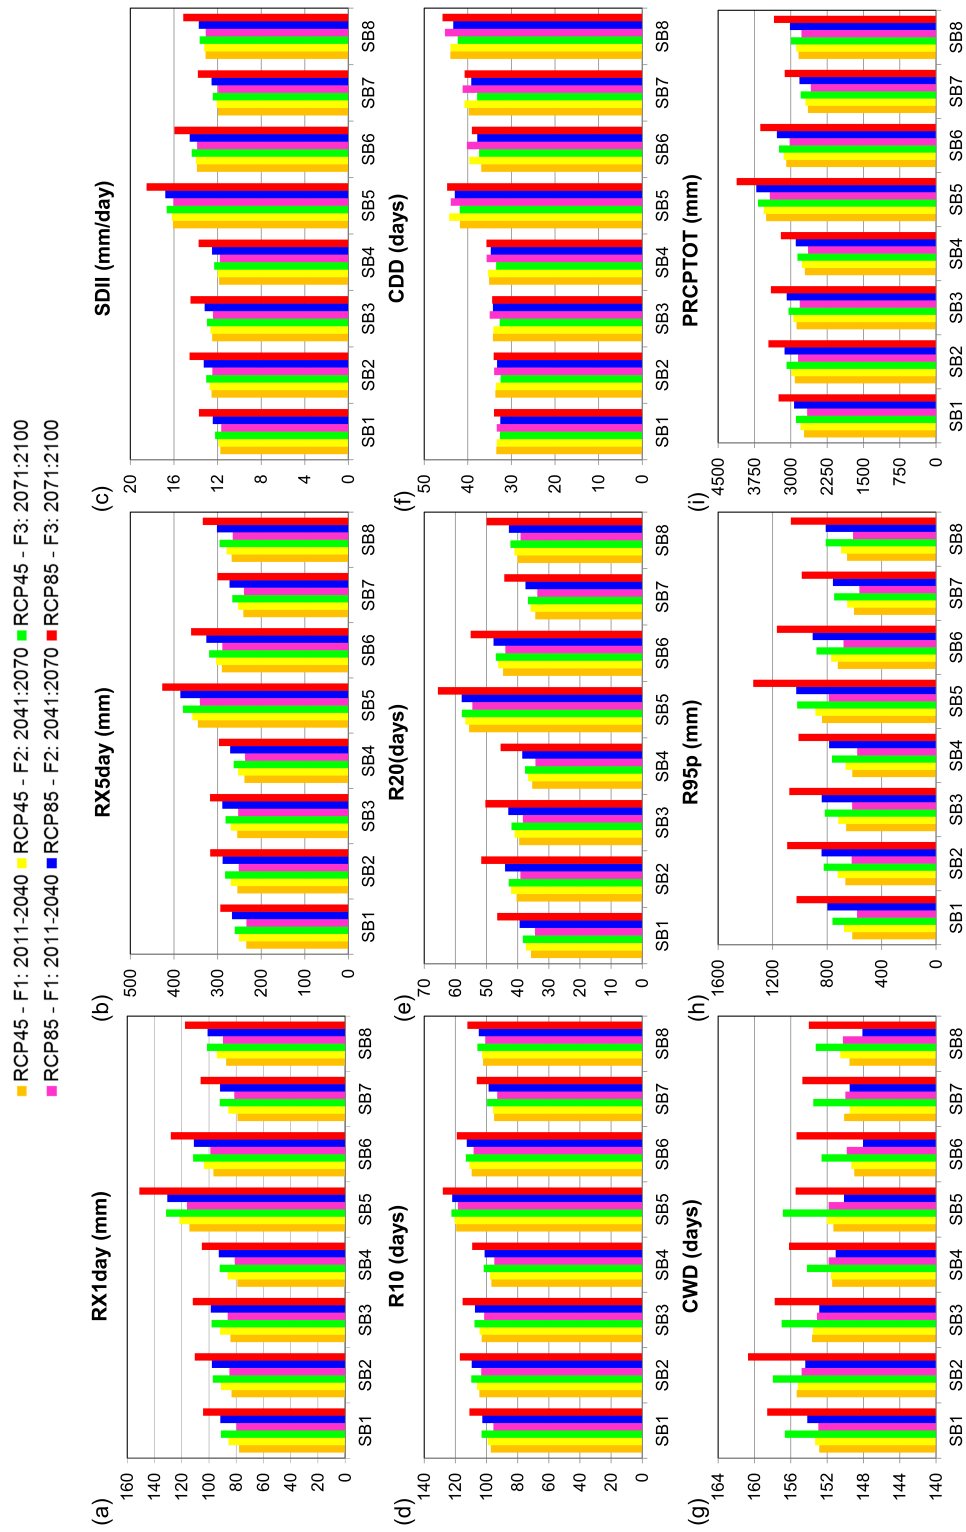 RCP45 - F1: 2011-2040 RCP45 - F2: 2041:2070 RCP45 - F3: 2071:2100
RCP85 - F1: 2011-2040 RCP85 - F2: 2041:2070 RCP85 - F3: 2071:2100
(a)
RX1day (mm)
160
140
120
100
80
60
40
20
0
SB1 SB2 SB3 SB4 SB5 SB6 SB7 SB8
(b)
RX5day (mm)
500
400
300
200
100
0
SB1 SB2 SB3 SB4 SB5 SB6 SB7 SB8
(c)
SDII (mm/day)
20
16
12
8
4
0
SB1 SB2 SB3 SB4 SB5 SB6 SB7 SB8
(d)
R10 (days)
140
120
100
80
60
40
20
0
SB1 SB2 SB3 SB4 SB5 SB6 SB7 SB8
(e)
R20(days)
70
60
50
40
30
20
10
0
SB1 SB2 SB3 SB4 SB5 SB6 SB7 SB8
(f)
CDD (days)
50
40
30
20
10
0
SB1 SB2 SB3 SB4 SB5 SB6 SB7 SB8
(g)
CWD (days)
164
160
156
152
148
144
140
SB1 SB2 SB3 SB4 SB5 SB6 SB7 SB8
(h)
R95p (mm)
1600
1200
800
400
0
SB1 SB2 SB3 SB4 SB5 SB6 SB7 SB8
(i)
PRCPTOT (mm)
4500
3750
3000
2250
1500
750
0
SB1 SB2 SB3 SB4 SB5 SB6 SB7 SB8